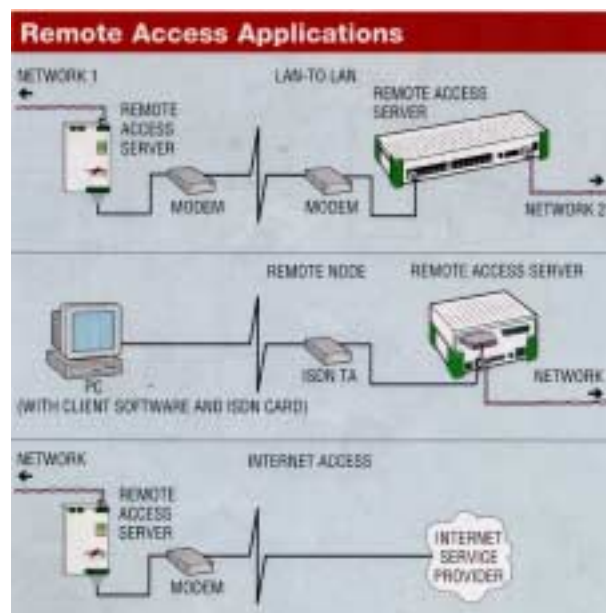 Remote Access Applications
NETWORK 1
LAN-TO LAN
REMOTE
ACCESS
SERVER
REMOTE ACCESS
SERVER
MODEM
MODEM
NETWORK 2
REMOTE NODE
REMOTE ACCESS SERVER
PC
(WITH CLIENT SOFTWARE AND ISDN CARD)
ISDN TA
NETWORK
NETWORK
INTERNET ACCESS
REMOTE
ACCESS
SERVER
MODEM
INTERNET
SERVICE
PROVIDER